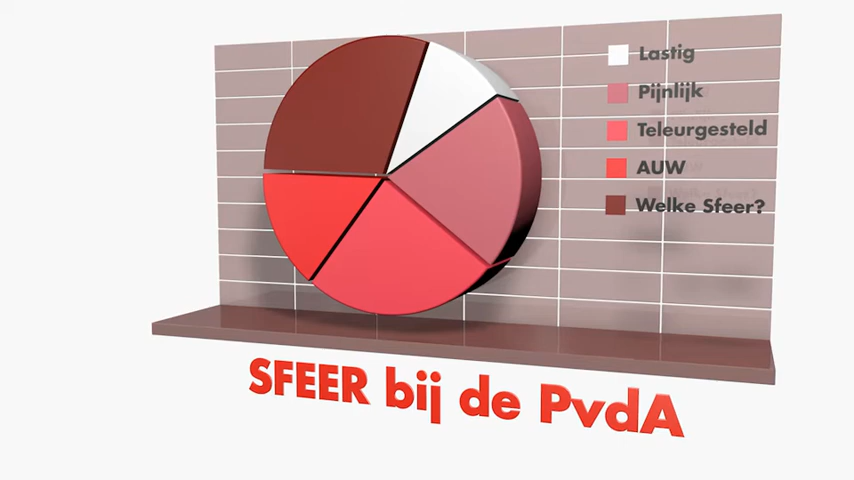 Lastig
Pijnlijk
Teleurgesteld
AUW
Welke Sfeer?
SFEER bij de PvdA